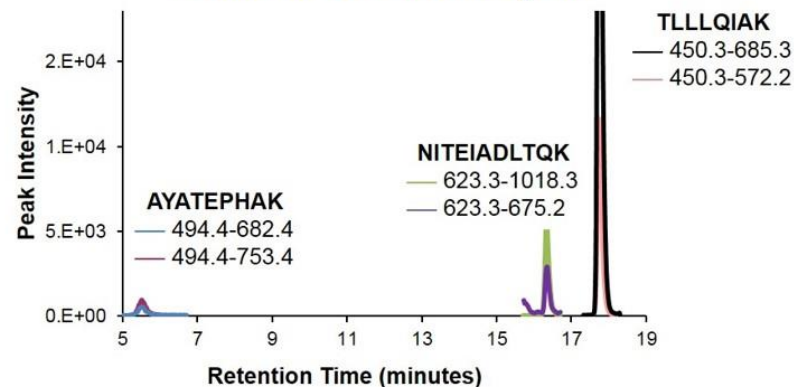 TLLLQIAK
450.3-685.3
450.3-572.2
NITEIADLTQK
623.3-1018.3
623.3-675.2
AYATEPHAK
494.4-682.4
494.4-753.4
Peak Intensity
2.E+04
1.E+04
5.E+03
0.E+00
5 7 9 11 13 15 17 19
Retention Time (minutes)